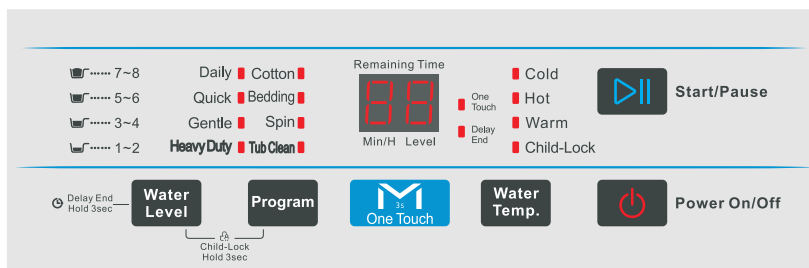 Remaining Time
7~8 Daily Cotton Cold
5~6 Quick Bedding 88 One Touch Hot Start/Pause
3~4 Gentle Spin Delay End Warm
1~2 Heavy Duty Tub Clean Min/H Level Child-Lock
Delay End
Hold 3sec
Water
Level
Program
3s
One Touch
Water
Temp.
Power On/Off
Child-Lock
Hold 3sec